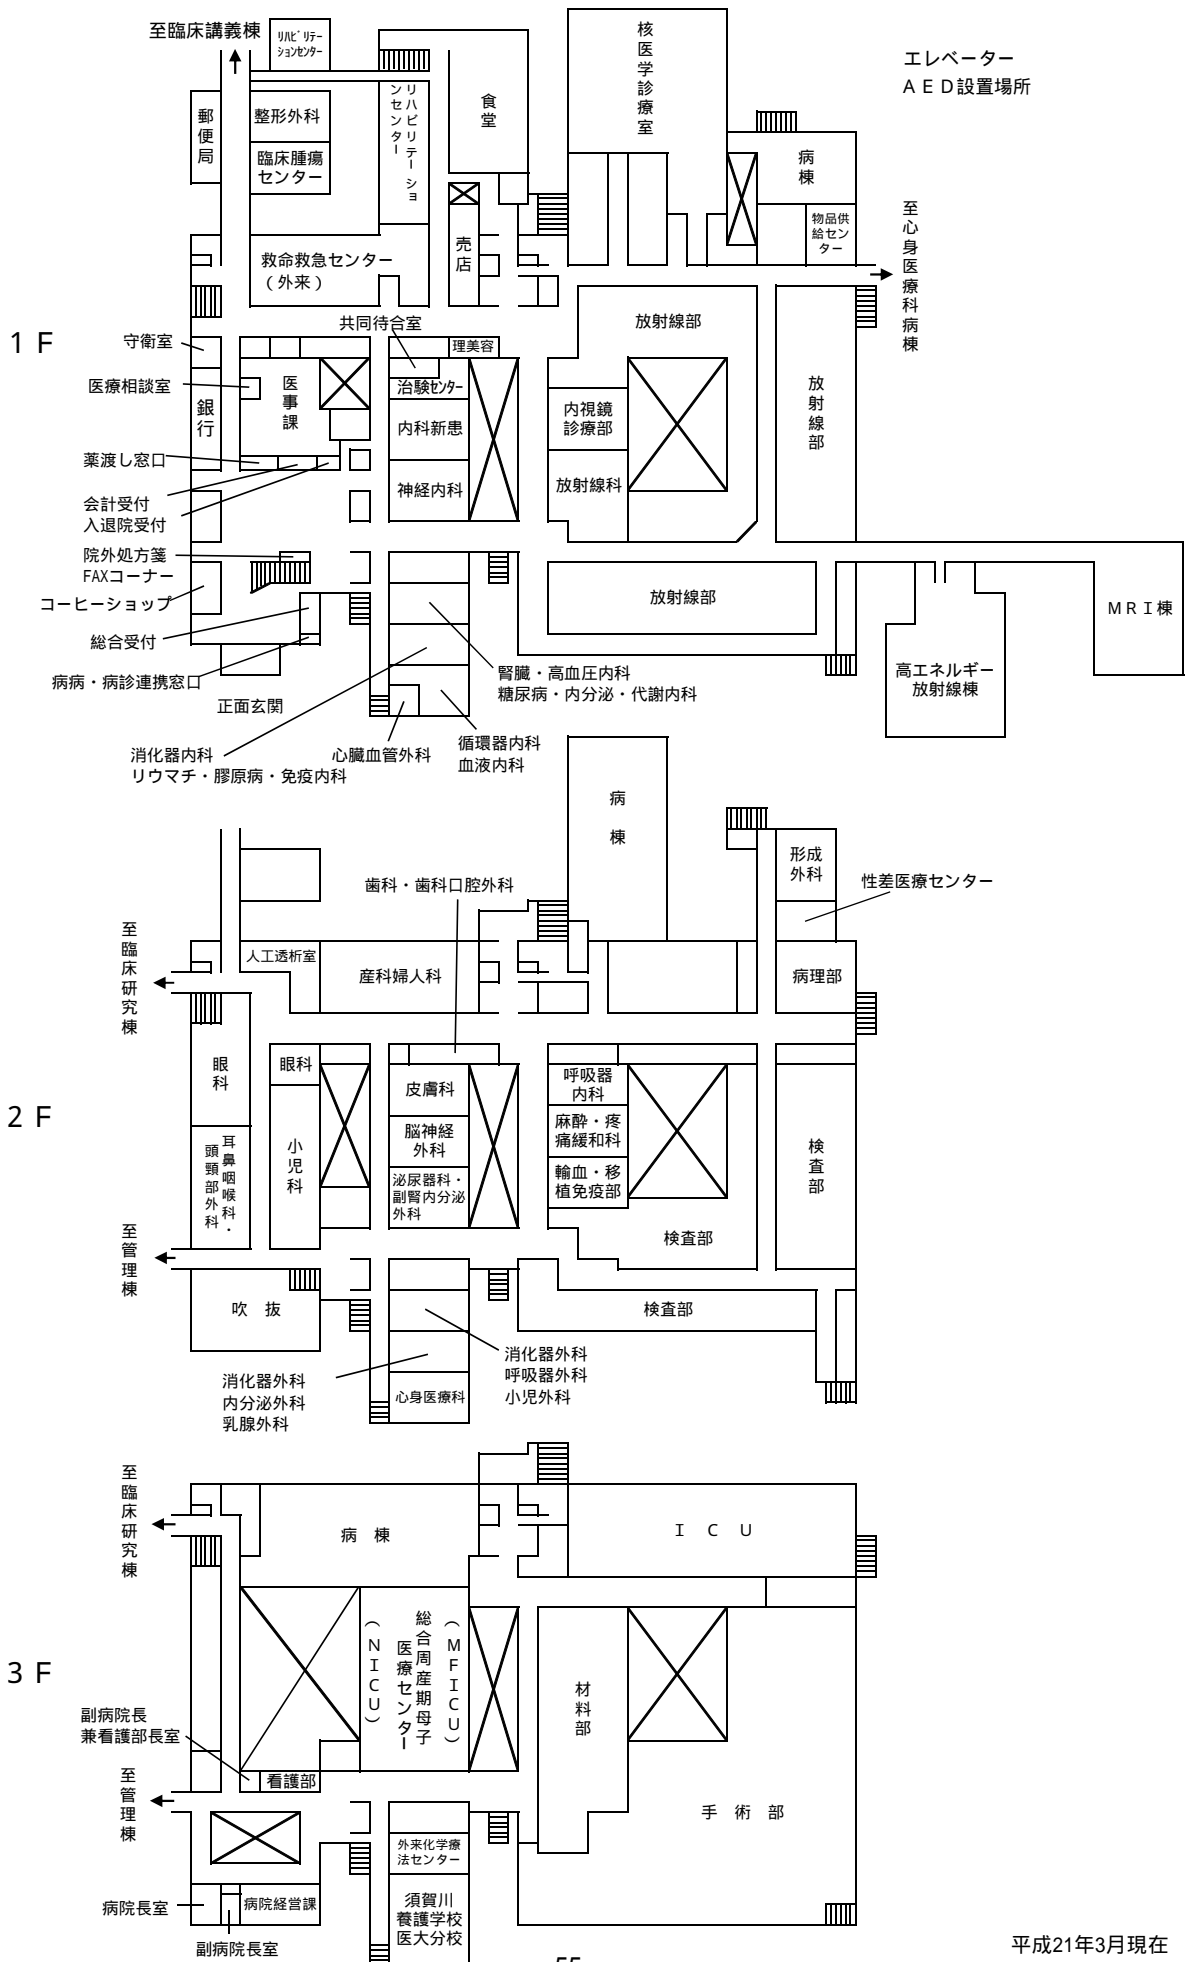 至臨床講義棟
リハビリテー
ションセンター
核医学診療室
エレベーター
ＡＥＤ設置場所
郵便局
整形外科
臨床腫瘍
センター
リハビリテーショ
ンセンター
食堂
病棟
物品供
給セン
ター
至心身医療科病棟
売店
救命救急センター
（外来）
1 F
守衛室
共同待合室
理美容
放射線部
医療相談室
医事課
治験センター
放射線部
銀行
内科新患
内視鏡
診療部
薬渡し窓口
神経内科
放射線科
会計受付
入退院受付
院外処方箋
FAXコーナー
コーヒーショップ
放射線部
ＭＲＩ棟
総合受付
病病・病診連携窓口
腎臓・高血圧内科
糖尿病・内分泌・代謝内科
高エネルギー
放射線棟
正面玄関
消化器内科
リウマチ・膠原病・免疫内科
心臓血管外科
循環器内科
血液内科
病棟
形成
外科
歯科・歯科口腔外科
性差医療センター
至臨床研究棟
人工透析室
産科婦人科
病理部
眼科
眼科
皮膚科
呼吸器
内科
2 F
耳鼻咽喉科・
頭頸部外科
小児科
脳神経
外科
麻酔・疼
痛緩和科
検査部
泌尿器科・
副腎内分泌
外科
輸血・移
植免疫部
至管理棟
検査部
吹　抜
検査部
消化器外科
呼吸器外科
小児外科
消化器外科
内分泌外科
乳腺外科
心身医療科
至臨床研究棟
病　棟
Ｉ　Ｃ　Ｕ
3 F
（ＭＦＩＣＵ）
総合周産期母子
医療センター
（ＮＩＣＵ）
材料部
副病院長
兼看護部長室
至管理棟
看護部
手　術　部
外来化学療
法センター
病院長室
病院経営課
須賀川
養護学校
医大分校
副病院長室
平成21年3月現在